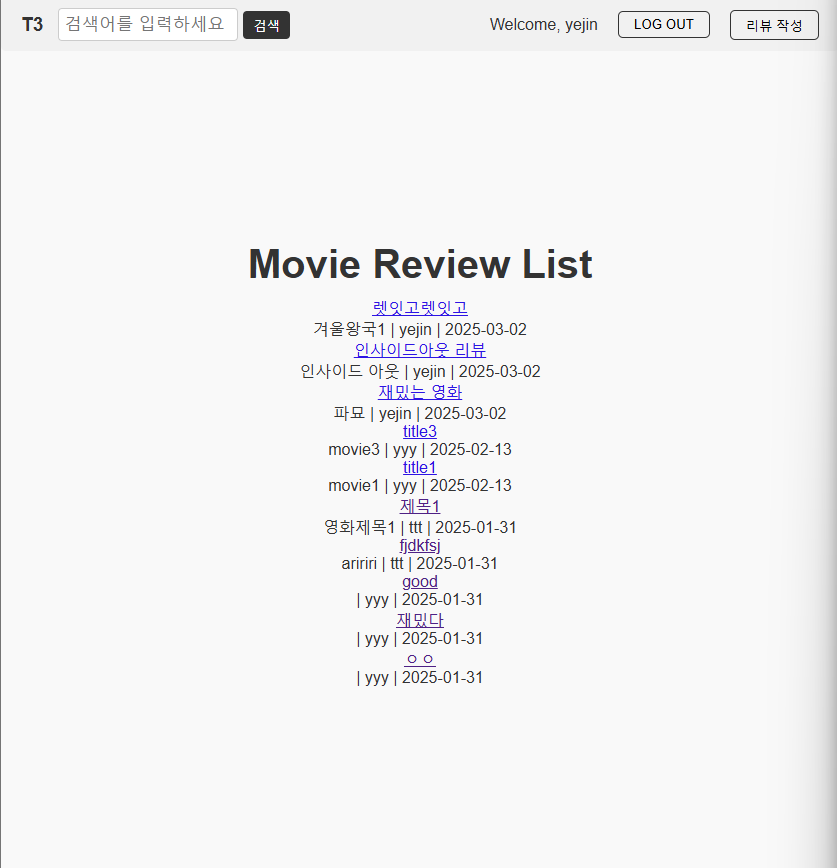 T3 검색어를 입력하세요 검색 Welcome, yejin LOG OUT 리뷰 작성
Movie Review List
렛잇고렛잇고
겨울왕국1 | yejin | 2025-03-02
인사이드아웃 리뷰
인사이드 아웃 | yejin | 2025-03-02
재밌는 영화
파묘 | yejin | 2025-03-02
title3
movie3 | yyy | 2025-02-13
title1
movie1 | yyy | 2025-02-13
제목1
영화제목1 | ttt | 2025-01-31
fjdkfsj
aririri | ttt | 2025-01-31
good
| yyy | 2025-01-31
재밌다
| yyy | 2025-01-31
ㅇㅇ
| yyy | 2025-01-31